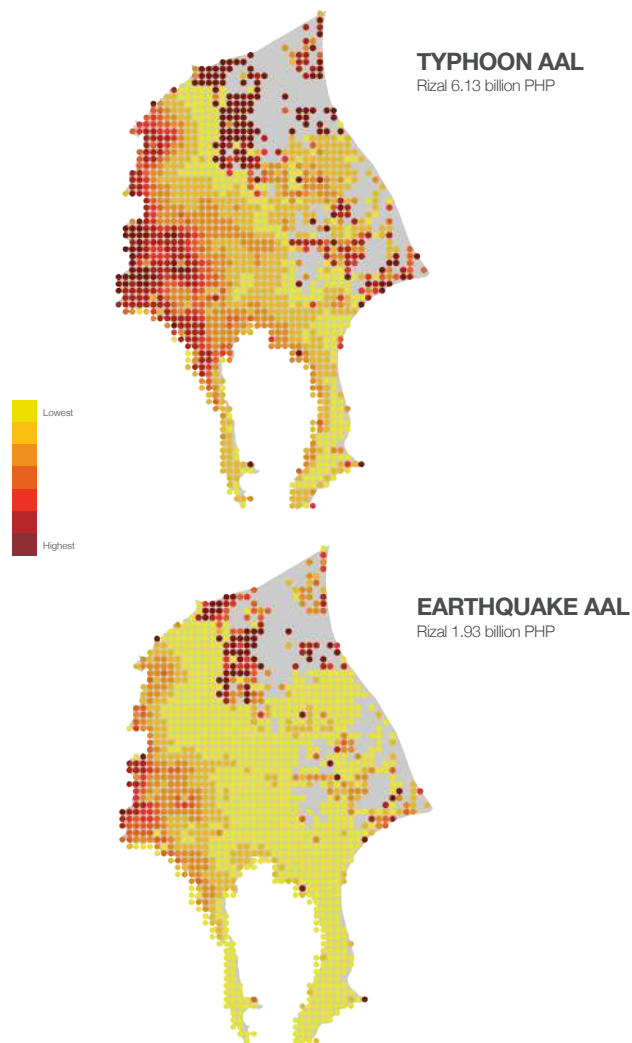 TYPHOON AAL
Rizal 6.13 billion PHP
Lowest
Highest
EARTHQUAKE AAL
Rizal 1.93 billion PHP